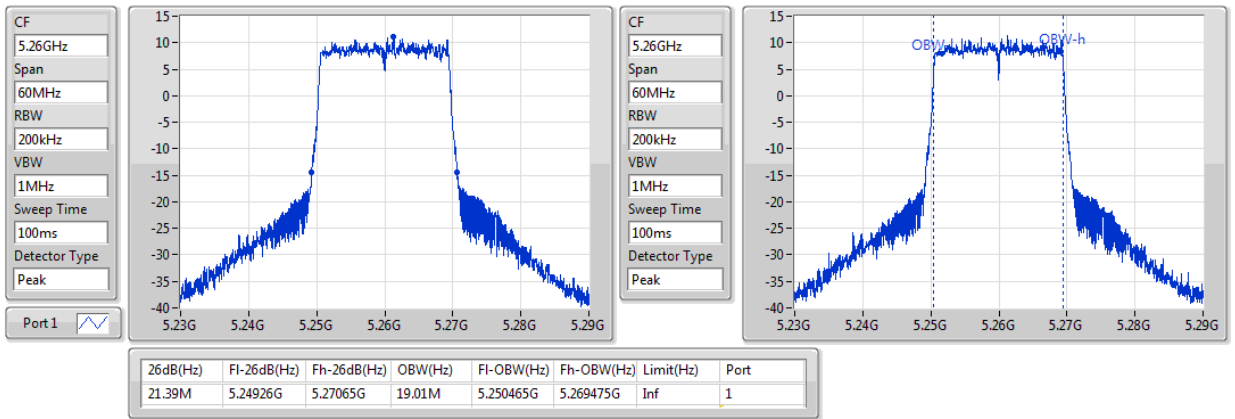 CF
5.26GHz
Span
60MHz
RBW
200kHz
VBW
1MHz
Sweep Time
100ms
Detector Type
Peak
Port 1
15
10
5
0
-5
-10
-15
-20
-25
-30
-35
-40
5.23G 5.24G 5.25G 5.26G 5.27G 5.28G 5.29G
CF
5.26GHz
Span
60MHz
RBW
200kHz
VBW
1MHz
Sweep Time
100ms
Detector Type
Peak
15
10
5
0
-5
-10
-15
-20
-25
-30
-35
-40
OBW-l OBW-h
5.23G 5.24G 5.25G 5.26G 5.27G 5.28G 5.29G
26dB(Hz) Fl-26dB(Hz) Fh-26dB(Hz) OBW(Hz) Fl-OBW(Hz) Fh-OBW(Hz) Limit(Hz) Port
21.39M 5.24926G 5.27065G 19.01M 5.250465G 5.269475G Inf 1